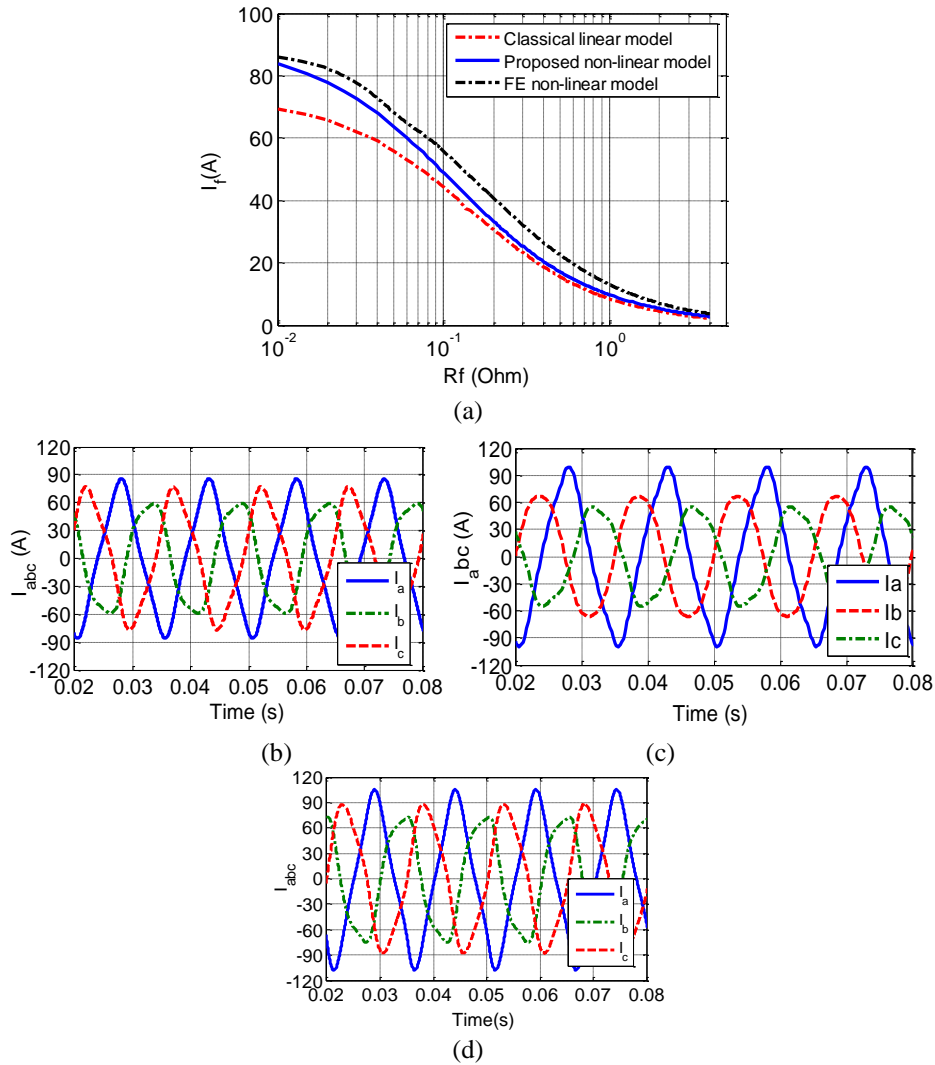 100
80
60
40
20
0
I_f(A)
Classical linear model
Proposed non-linear model
FE non-linear model
10^-2
10^-1
10^0
Rf (Ohm)
(a)
120
90
60
30
0
-30
-60
-90
-120
I_abc (A)
I_a
I_b
I_c
0.02 0.03 0.04 0.05 0.06 0.07 0.08
Time (s)
(b)
120
90
60
30
0
-30
-60
-90
-120
I_abc (A)
Ia
Ib
Ic
0.02 0.03 0.04 0.05 0.06 0.07 0.08
Time (s)
(c)
120
90
60
30
0
-30
-60
-90
-120
I_abc
I_a
I_b
I_c
0.02 0.03 0.04 0.05 0.06 0.07 0.08
Time(s)
(d)